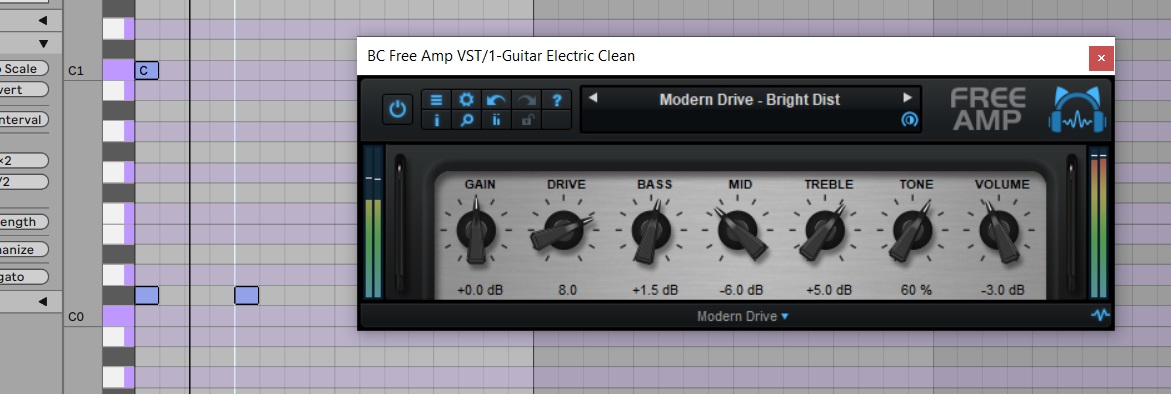 BC Free Amp VST/1-Guitar Electric Clean
Scale
vert
nterval
×2
/2
ength
nanize
gato
C1
C
C0
Modern Drive - Bright Dist
FREE
AMP
GAIN DRIVE BASS MID TREBLE TONE VOLUME
+0.0 dB 8.0 +1.5 dB -6.0 dB +5.0 dB 60 % -3.0 dB
Modern Drive